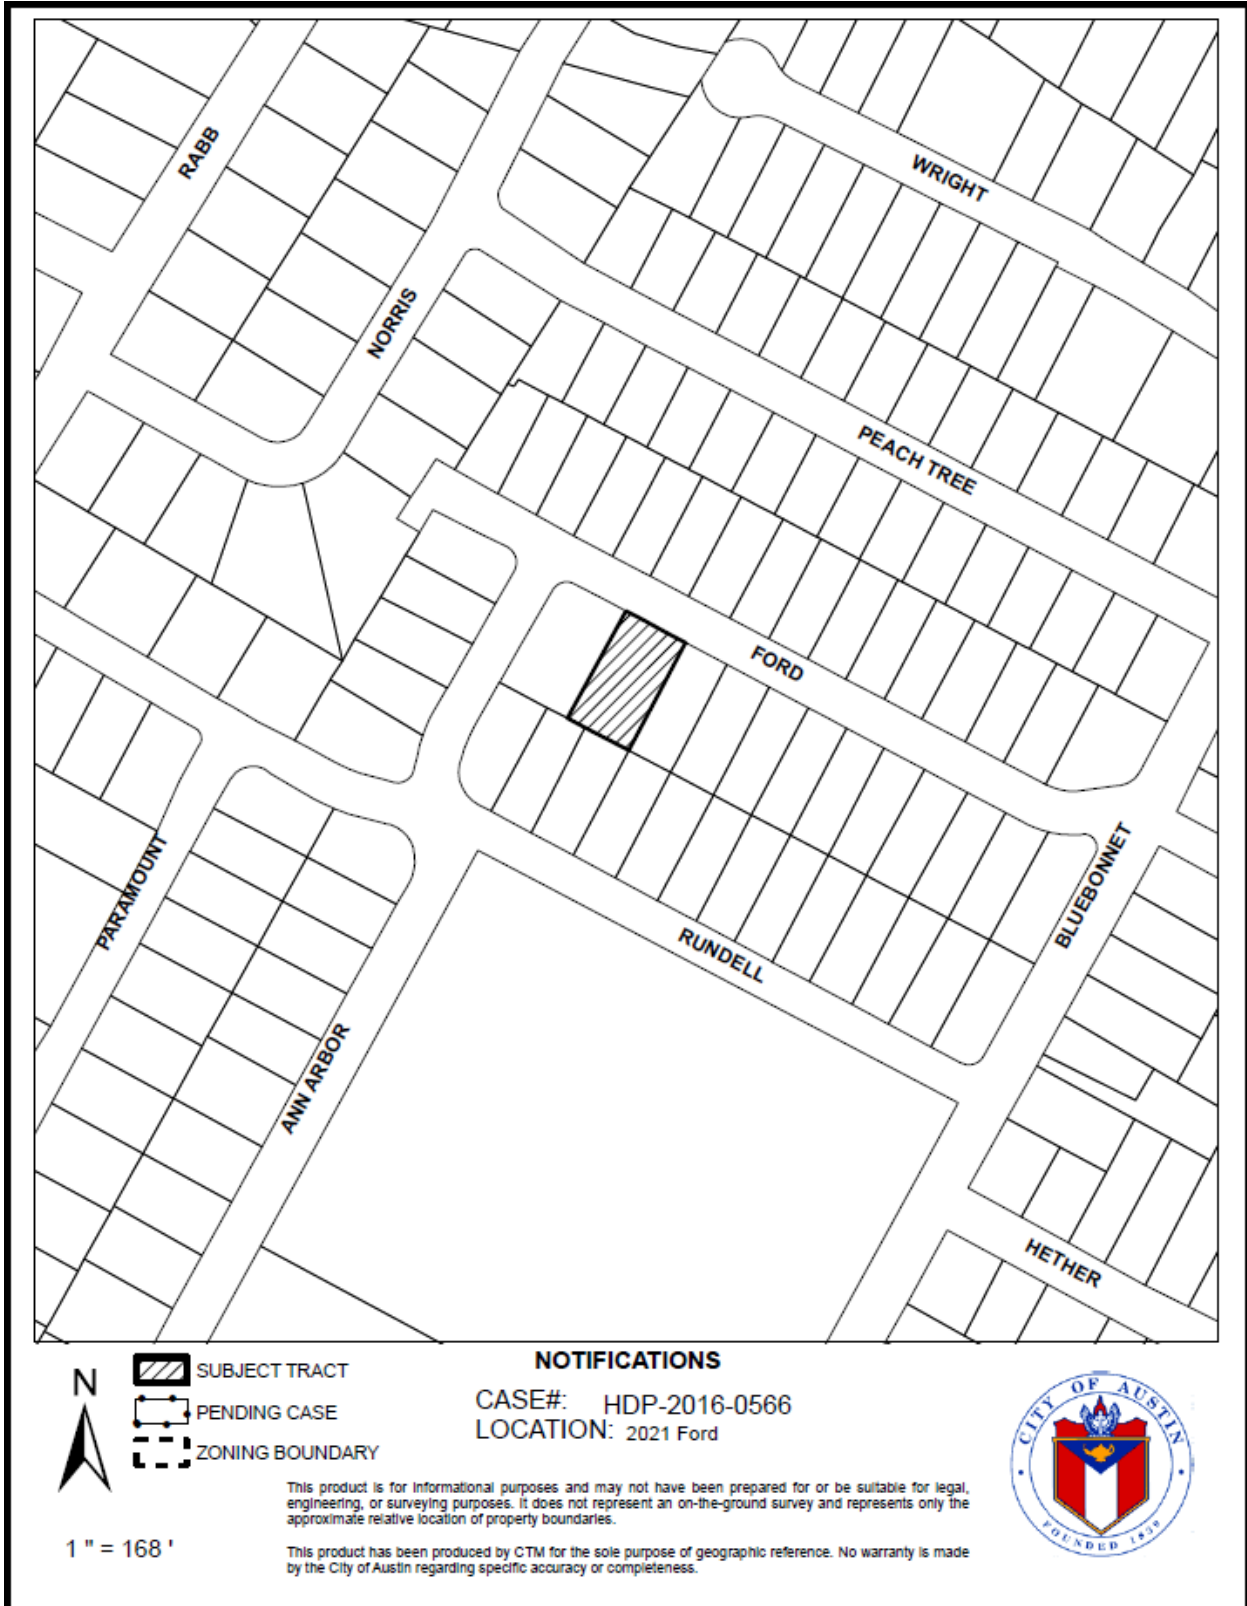 RABB
WRIGHT
NORRIS
PEACH TREE
FORD
PARAMOUNT
BLUEBONNET
RUNDELL
ANN ARBOR
HETHER
N
SUBJECT TRACT
PENDING CASE
ZONING BOUNDARY
1 " = 168 '
NOTIFICATIONS
CASE#: HDP-2016-0566
LOCATION: 2021 Ford
This product is for informational purposes and may not have been prepared for or be suitable for legal,
engineering, or surveying purposes. It does not represent an on-the-ground survey and represents only the
approximate relative location of property boundaries.
This product has been produced by CTM for the sole purpose of geographic reference. No warranty is made
by the City of Austin regarding specific accuracy or completeness.
CITY OF AUSTIN
FOUNDED 1839